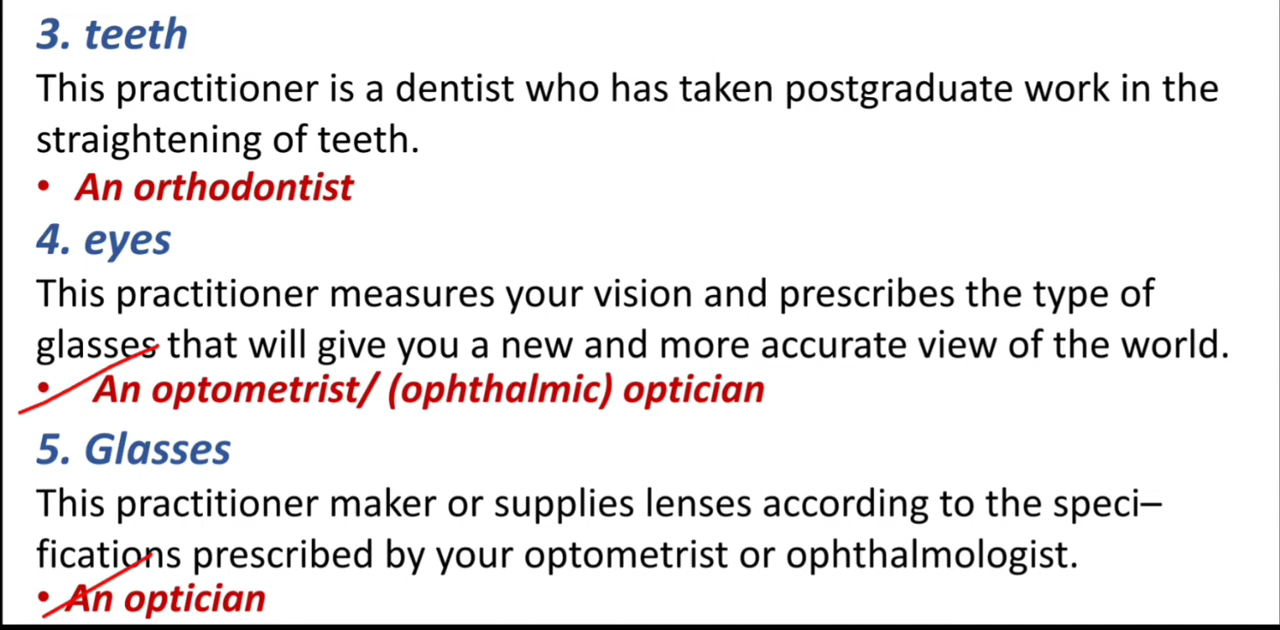 3. teeth
This practitioner is a dentist who has taken postgraduate work in the
straightening of teeth.
• An orthodontist
4. eyes
This practitioner measures your vision and prescribes the type of
glasses that will give you a new and more accurate view of the world.
• An optometrist/ (ophthalmic) optician
5. Glasses
This practitioner maker or supplies lenses according to the speci–
fications prescribed by your optometrist or ophthalmologist.
• An optician